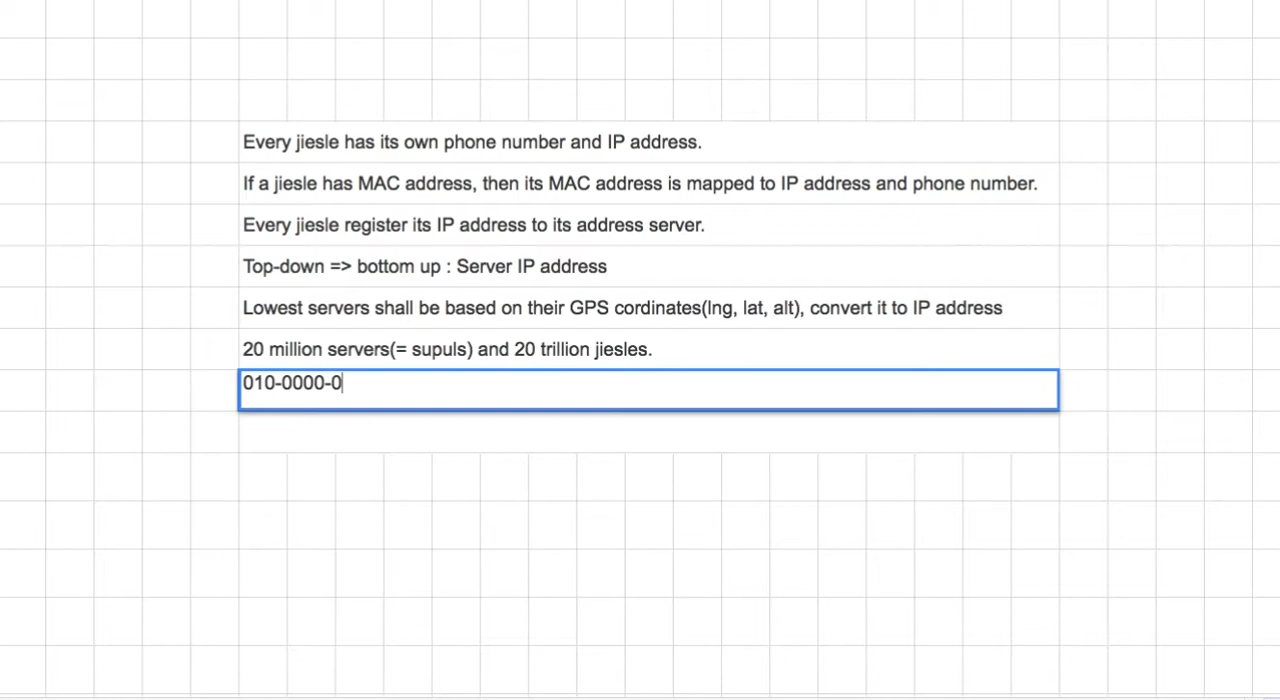 Every jiesle has its own phone number and IP address.
If a jiesle has MAC address, then its MAC address is mapped to IP address and phone number.
Every jiesle register its IP address to its address server.
Top-down => bottom up : Server IP address
Lowest servers shall be based on their GPS cordinates(lng, lat, alt), convert it to IP address
20 million servers(= supuls) and 20 trillion jiesles.
010-0000-0